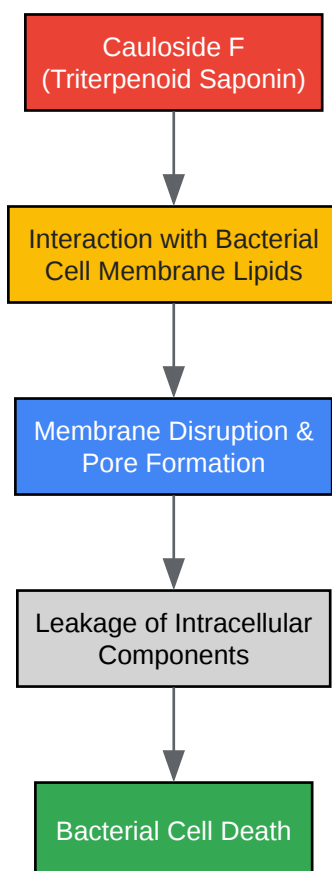 Cauloside F
(Triterpenoid Saponin)
Interaction with Bacterial
Cell Membrane Lipids
Membrane Disruption &
Pore Formation
Leakage of Intracellular
Components
Bacterial Cell Death